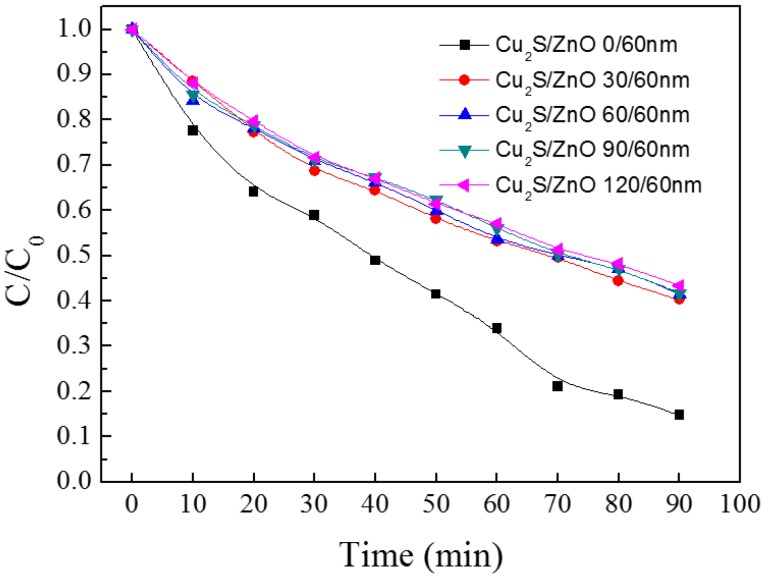 1.0
0.9
0.8
0.7
0.6
0.5
0.4
0.3
0.2
0.1
0.0
C/C₀
Cu₂S/ZnO 0/60nm
Cu₂S/ZnO 30/60nm
Cu₂S/ZnO 60/60nm
Cu₂S/ZnO 90/60nm
Cu₂S/ZnO 120/60nm
0 10 20 30 40 50 60 70 80 90 100
Time (min)